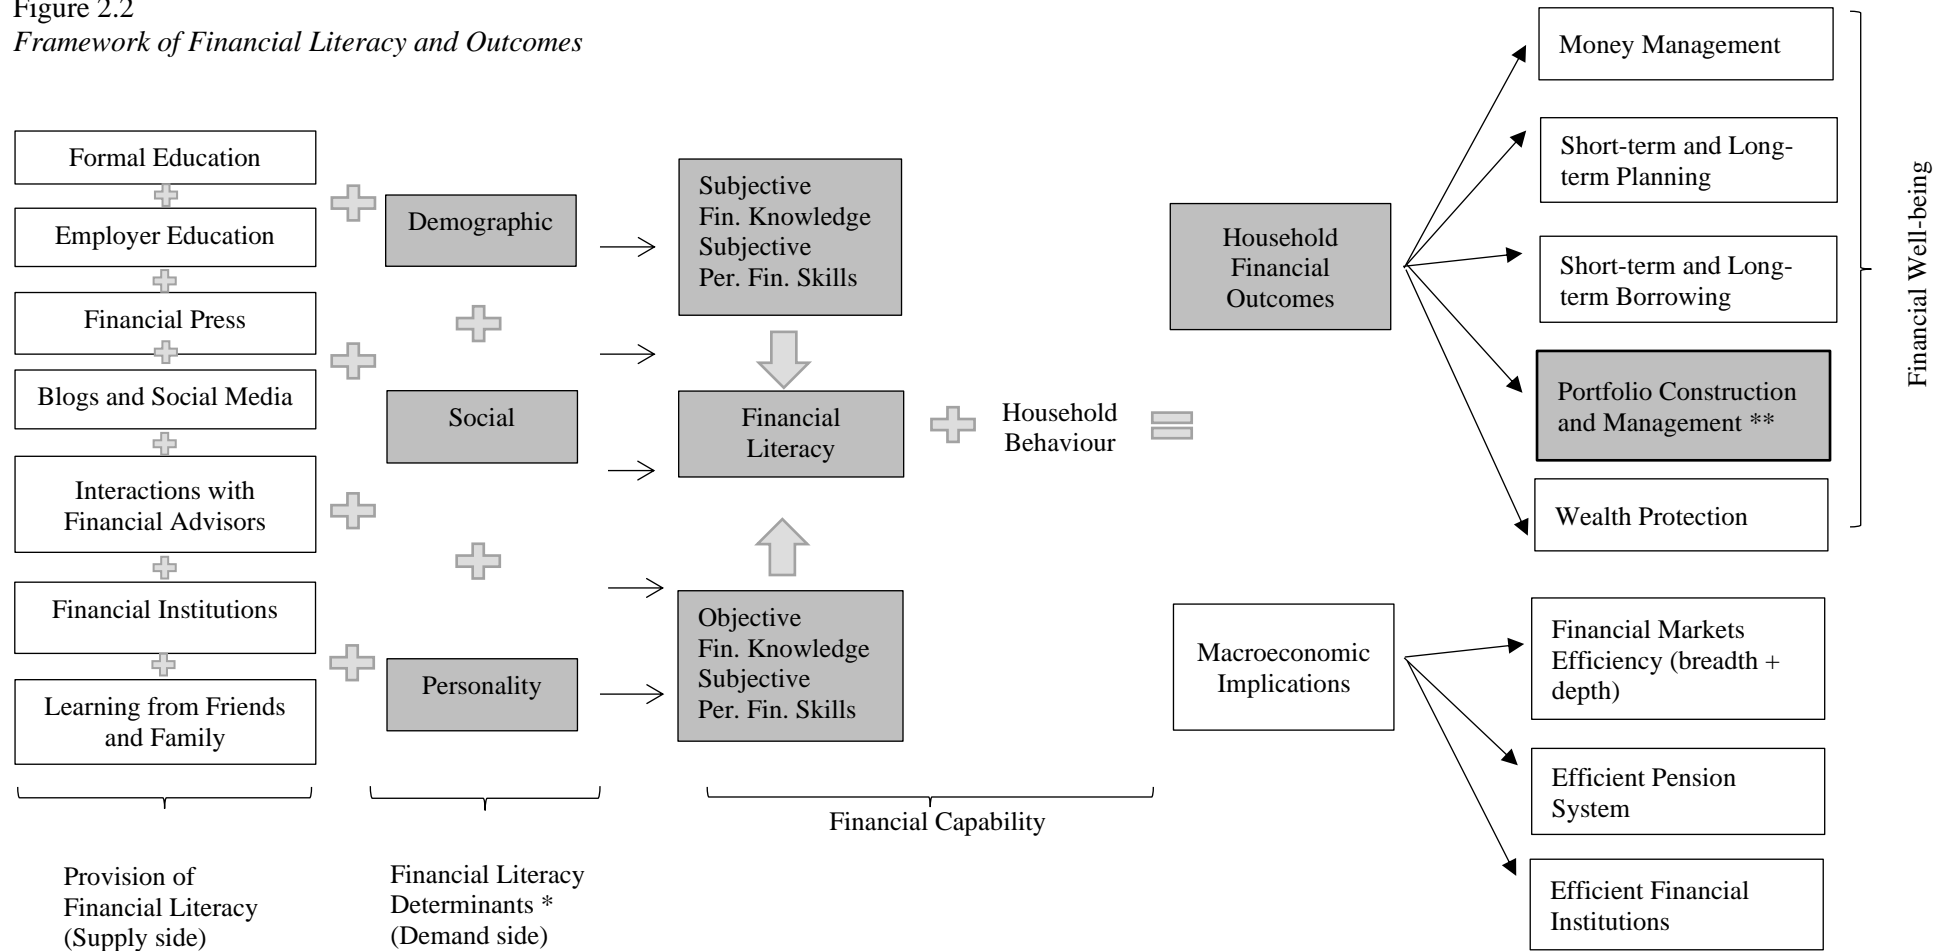 Figure 2.2
Framework of Financial Literacy and Outcomes
Formal Education
Employer Education
Financial Press
Blogs and Social Media
Interactions with
Financial Advisors
Financial Institutions
Learning from Friends
and Family
Provision of
Financial Literacy
(Supply side)
Demographic
Social
Personality
Financial Literacy
Determinants *
(Demand side)
Subjective
Fin. Knowledge
Subjective
Per. Fin. Skills
Financial
Literacy
Objective
Fin. Knowledge
Subjective
Per. Fin. Skills
Household
Behaviour
Financial Capability
Household
Financial
Outcomes
Money Management
Short-term and Long-
term Planning
Short-term and Long-
term Borrowing
Portfolio Construction
and Management **
Wealth Protection
Financial Well-being
Macroeconomic
Implications
Financial Markets
Efficiency (breadth +
depth)
Efficient Pension
System
Efficient Financial
Institutions